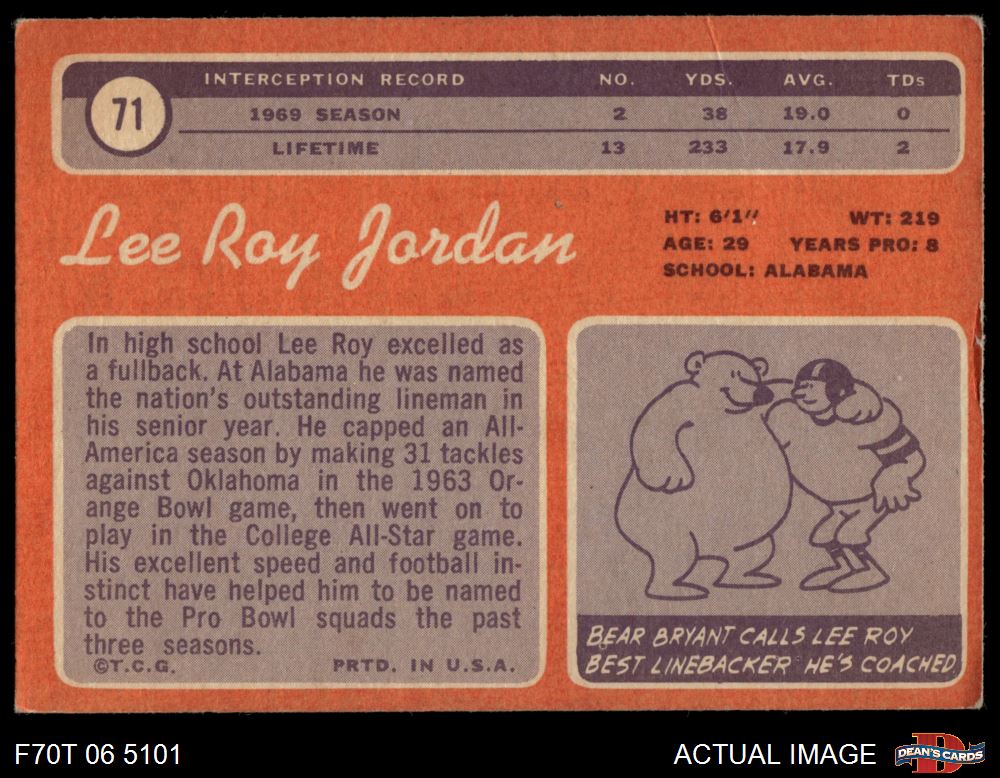 71
INTERCEPTION RECORD NO. YDS. AVG. TDs
1969 SEASON 2 38 19.0 0
LIFETIME 13 233 17.9 2
Lee Roy Jordan
HT: 6'1" WT: 219
AGE: 29 YEARS PRO: 8
SCHOOL: ALABAMA
In high school Lee Roy excelled as
a fullback. At Alabama he was named
the nation's outstanding lineman in
his senior year. He capped an All-
America season by making 31 tackles
against Oklahoma in the 1963 Or-
ange Bowl game, then went on to
play in the College All-Star game.
His excellent speed and football in-
stinct have helped him to be named
to the Pro Bowl squads the past
three seasons.
©T.C.G. PRTD. IN U.S.A.
BEAR BRYANT CALLS LEE ROY
BEST LINEBACKER HE'S COACHED
F70T 06 5101
ACTUAL IMAGE
DEAN'S CARDS